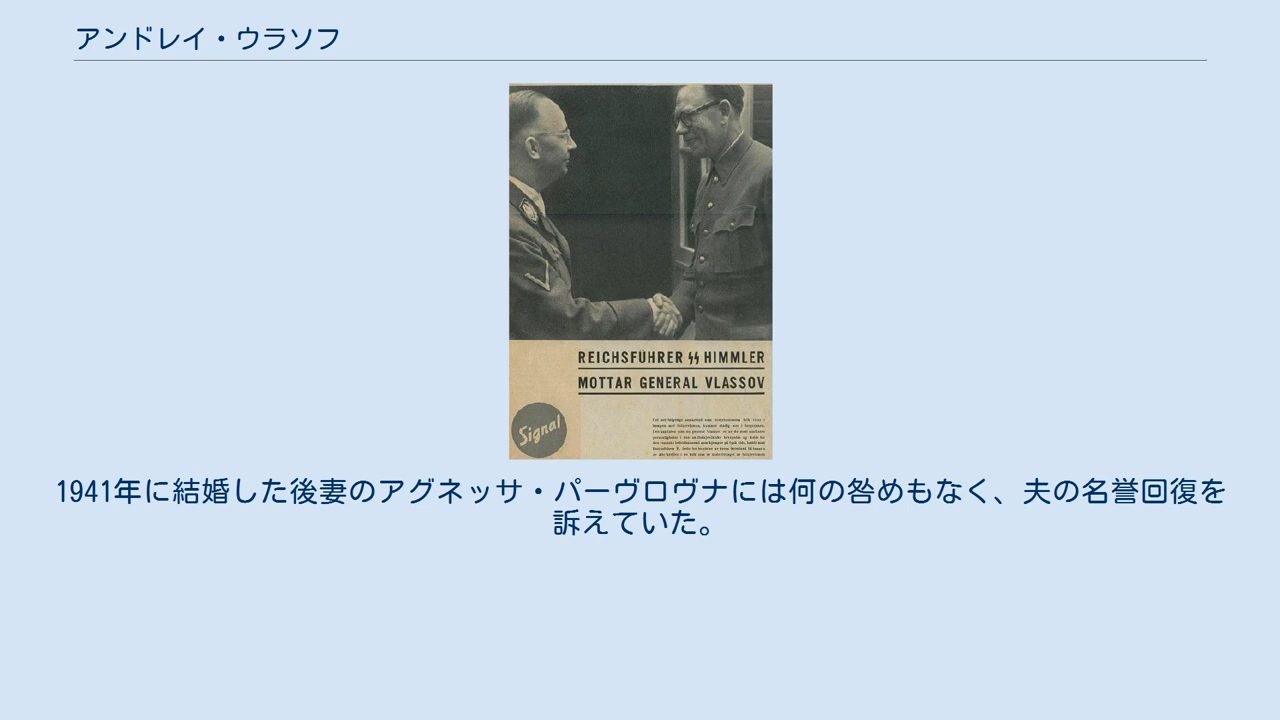 アンドレイ・ウラソフ
REICHSFÜHRER SS HIMMLER
MOTTAR GENERAL VLASSOV
Signal
1941年に結婚した後妻のアグネッサ・パーヴロヴナには何の咎めもなく、夫の名誉回復を
訴えていた。